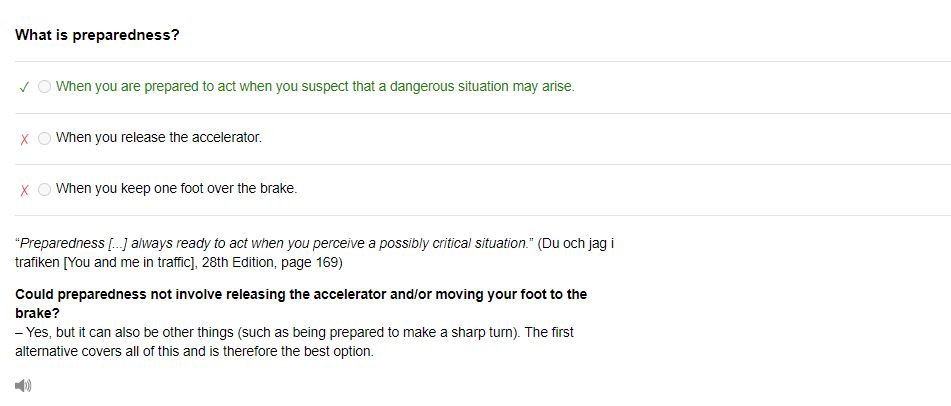 What is preparedness?
✓ When you are prepared to act when you suspect that a dangerous situation may arise.
X When you release the accelerator.
X When you keep one foot over the brake.
“Preparedness [...] always ready to act when you perceive a possibly critical situation.” (Du och jag i
trafiken [You and me in traffic], 28th Edition, page 169)
Could preparedness not involve releasing the accelerator and/or moving your foot to the
brake?
– Yes, but it can also be other things (such as being prepared to make a sharp turn). The first
alternative covers all of this and is therefore the best option.